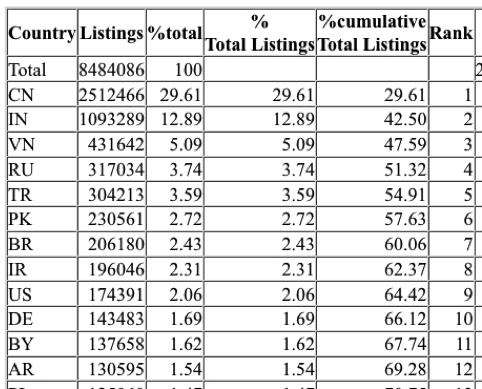 Country Listings %total % Total Listings %cumulative Total Listings Rank
Total 8484086 100
CN 2512466 29.61 29.61 29.61 1
IN 1093289 12.89 12.89 42.50 2
VN 431642 5.09 5.09 47.59 3
RU 317034 3.74 3.74 51.32 4
TR 304213 3.59 3.59 54.91 5
PK 230561 2.72 2.72 57.63 6
BR 206180 2.43 2.43 60.06 7
IR 196046 2.31 2.31 62.37 8
US 174391 2.06 2.06 64.42 9
DE 143483 1.69 1.69 66.12 10
BY 137658 1.62 1.62 67.74 11
AR 130595 1.54 1.54 69.28 12